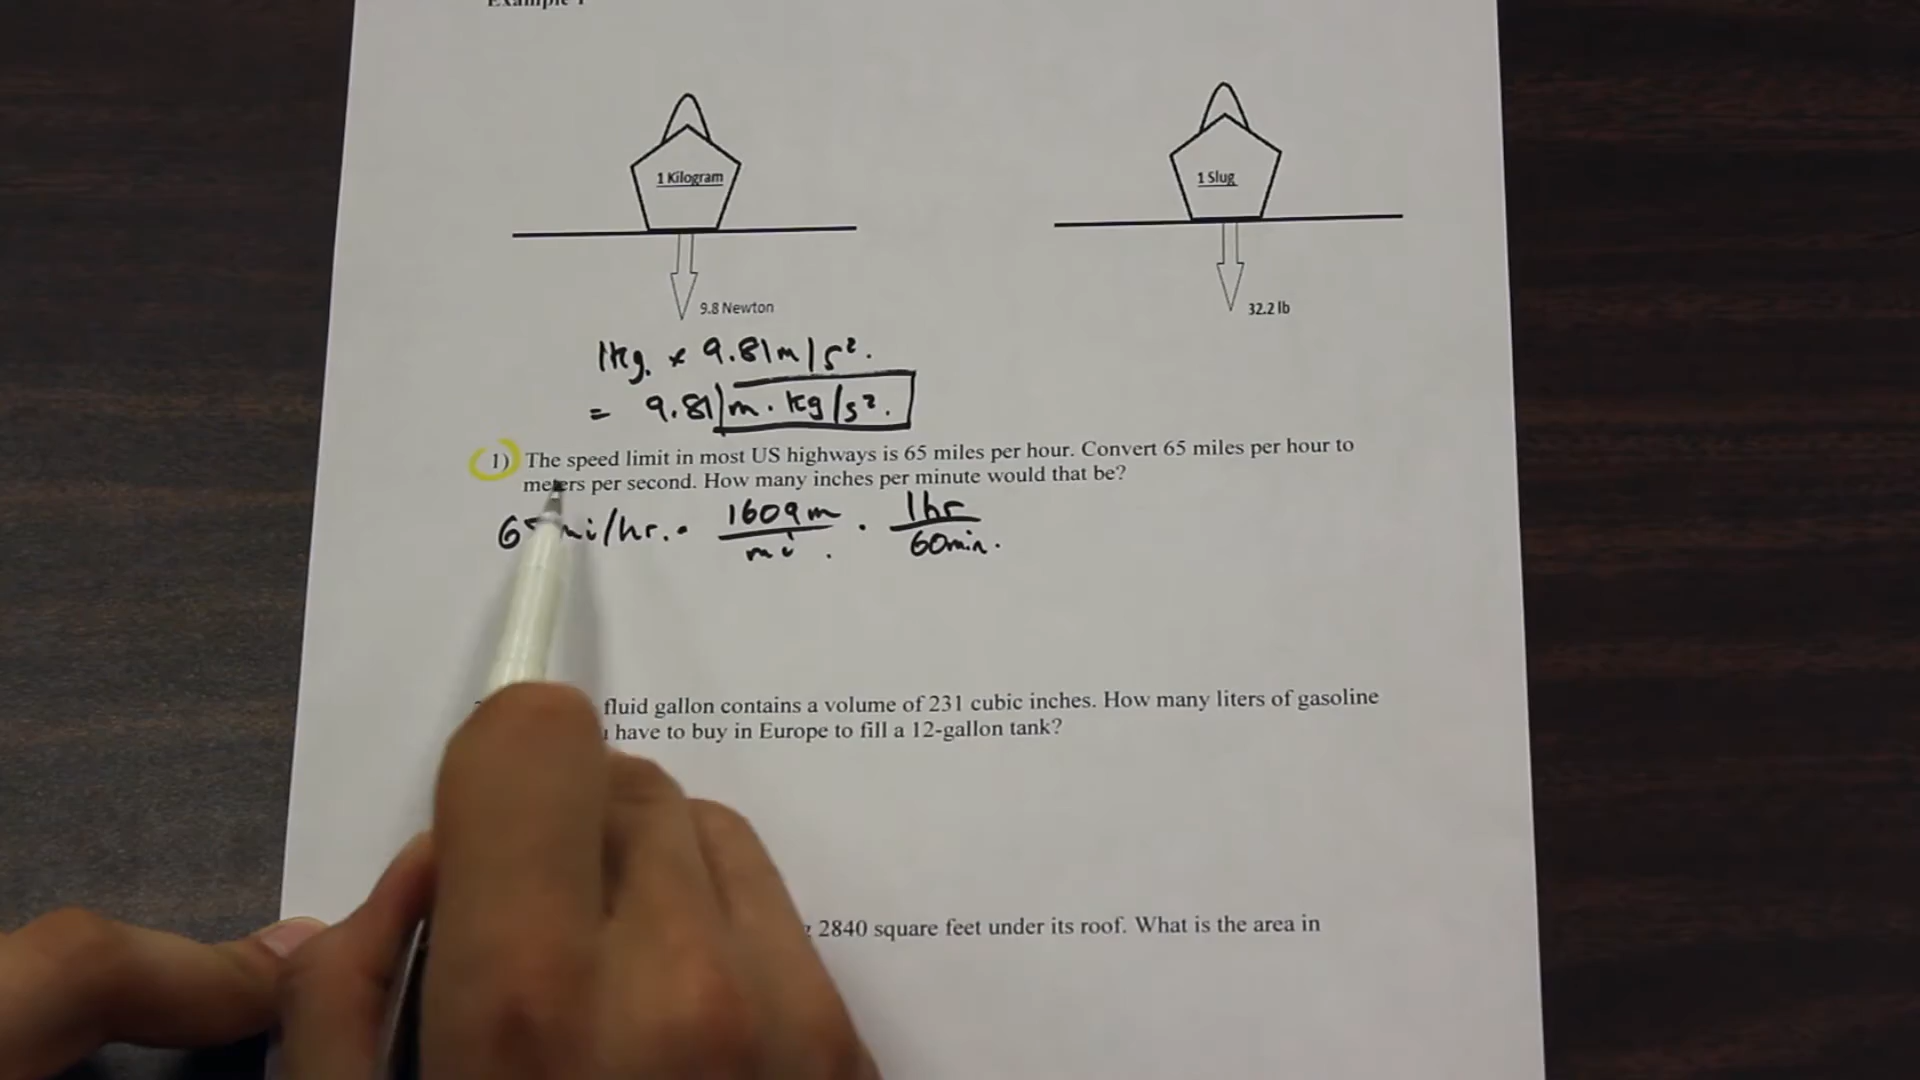 Example 1
1 Kilogram
1 Slug
9.8 Newton
32.2 lb
1kg. * 9.81m/s².
= 9.81 m. kg/s².
1) The speed limit in most US highways is 65 miles per hour. Convert 65 miles per hour to
meters per second. How many inches per minute would that be?
mi/hr. • 1609m/mi . • 1hr/60min.
fluid gallon contains a volume of 231 cubic inches. How many liters of gasoline
have to buy in Europe to fill a 12-gallon tank?
2840 square feet under its roof. What is the area in